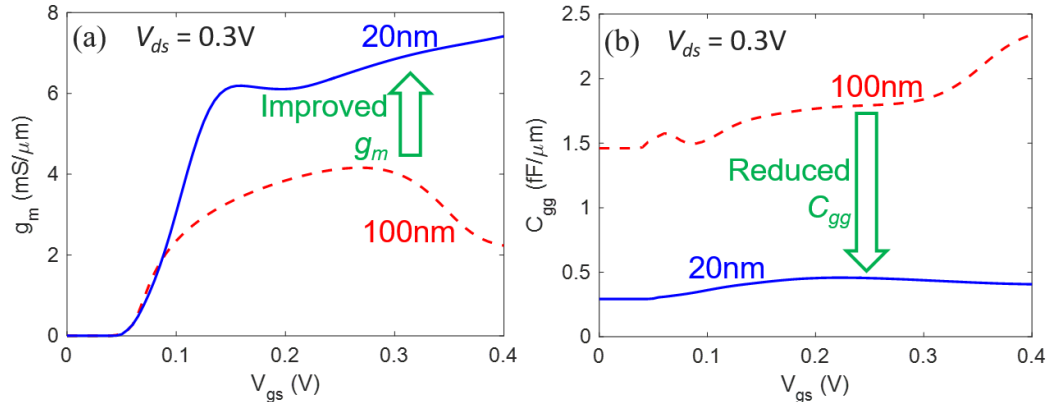 (a)
V_ds = 0.3V
20nm
Improved
g_m
100nm
g_m (mS/μm)
8
6
4
2
0
0
0.1
0.2
0.3
0.4
V_gs (V)
(b)
V_ds = 0.3V
100nm
Reduced
C_gg
20nm
C_gg (fF/μm)
2.5
2
1.5
1
0.5
0
0
0.1
0.2
0.3
0.4
V_gs (V)